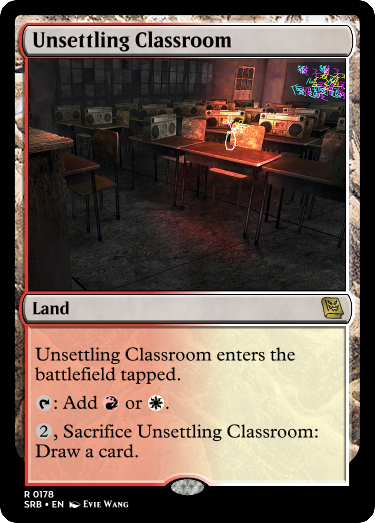 Unsettling Classroom
Land
Unsettling Classroom enters the
battlefield tapped.
: Add or .
2, Sacrifice Unsettling Classroom:
Draw a card.
R 0178
SRB • EN Evie Wang